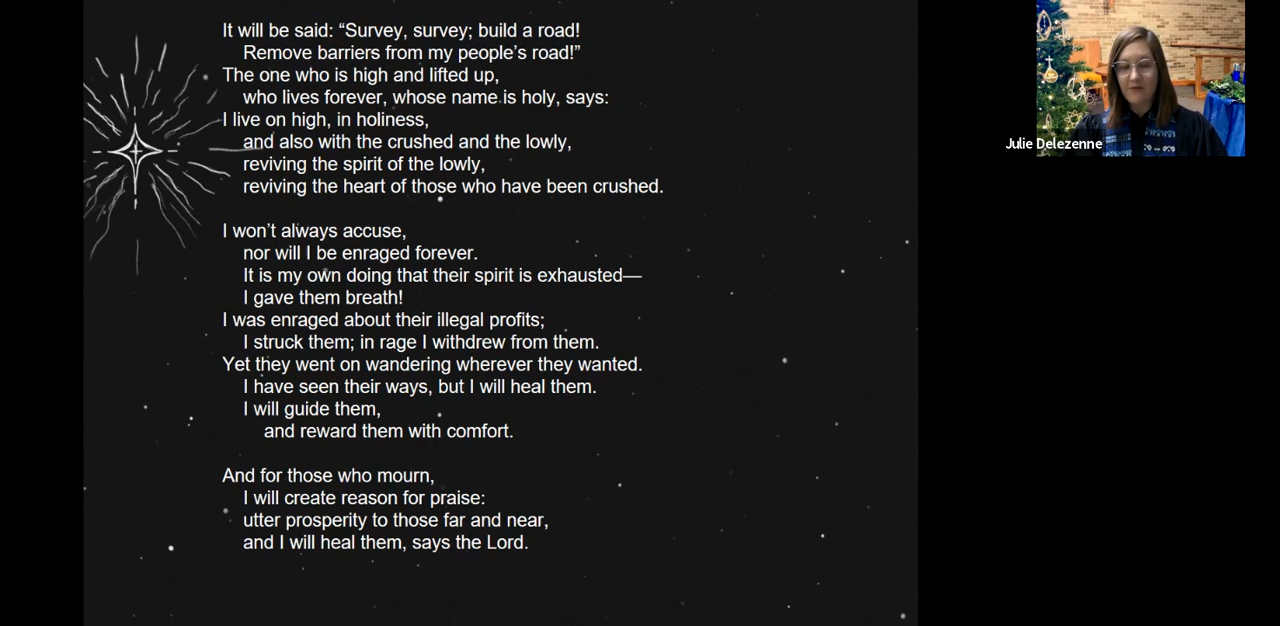 It will be said: “Survey, survey; build a road!
Remove barriers from my people’s road!”
The one who is high and lifted up,
who lives forever, whose name is holy, says:
I live on high, in holiness,
and also with the crushed and the lowly,
reviving the spirit of the lowly,
reviving the heart of those who have been crushed.
I won’t always accuse,
nor will I be enraged forever.
It is my own doing that their spirit is exhausted—
I gave them breath!
I was enraged about their illegal profits;
I struck them; in rage I withdrew from them.
Yet they went on wandering wherever they wanted.
I have seen their ways, but I will heal them.
I will guide them,
and reward them with comfort.
And for those who mourn,
I will create reason for praise:
utter prosperity to those far and near,
and I will heal them, says the Lord.
Julie Delezenne